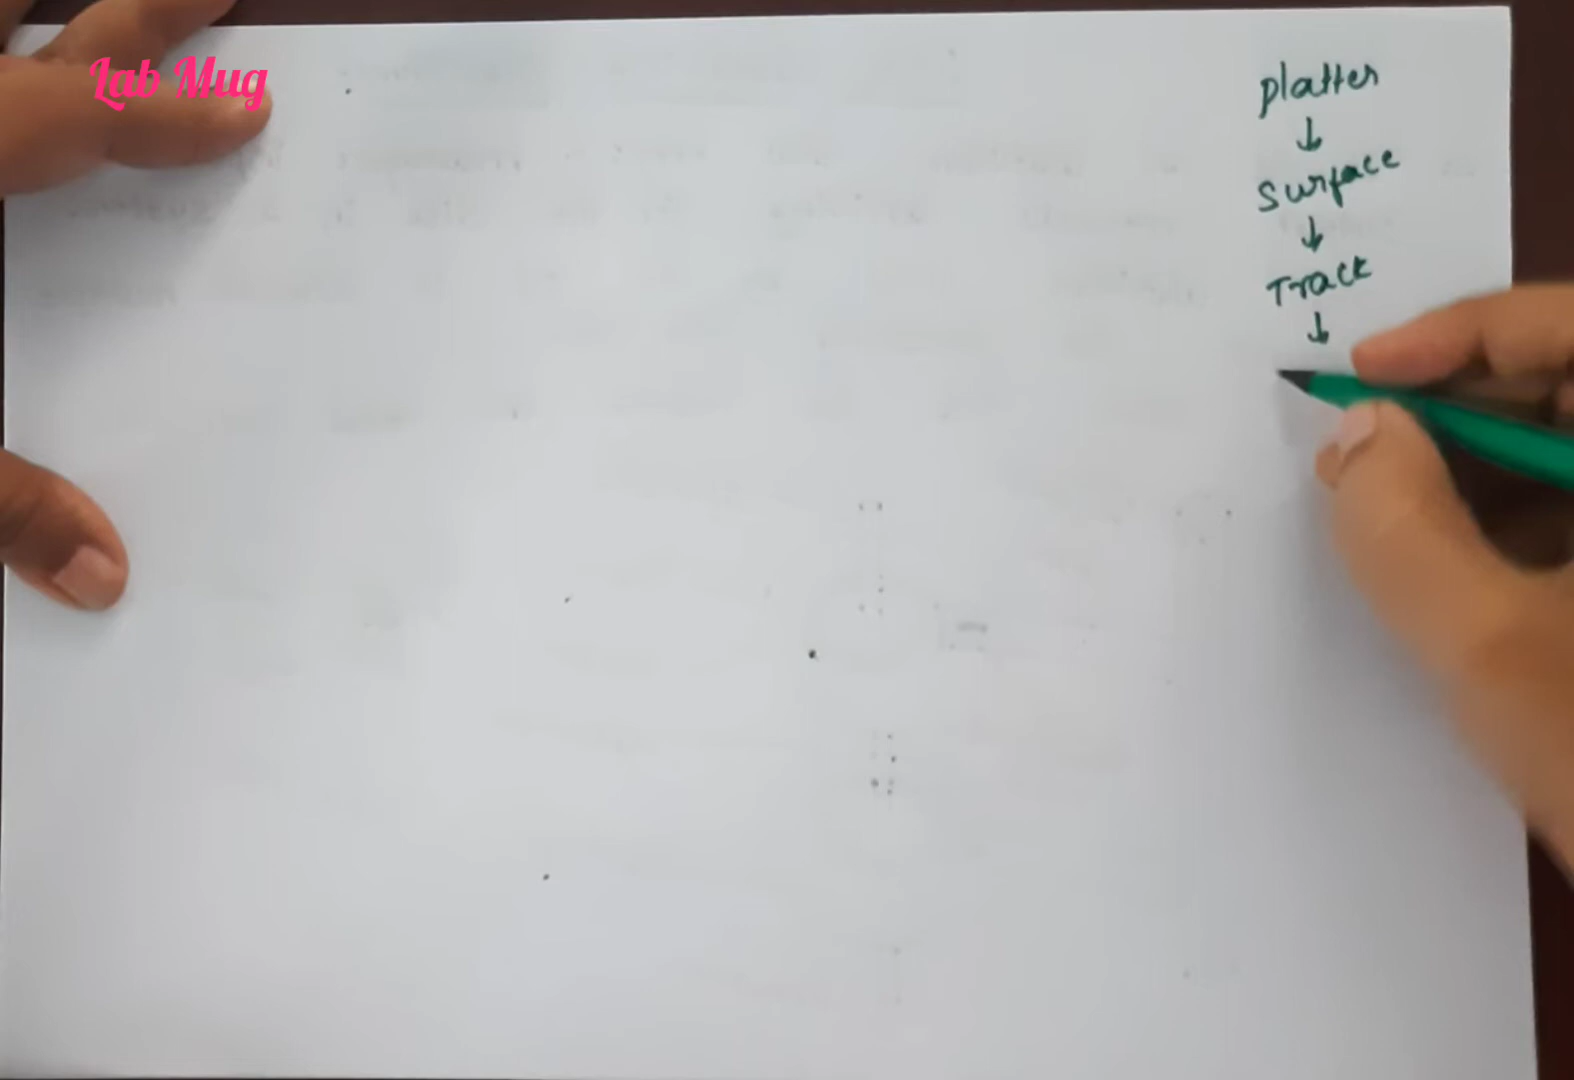 Lab Mug
platter
↓
Surface
↓
Track
↓